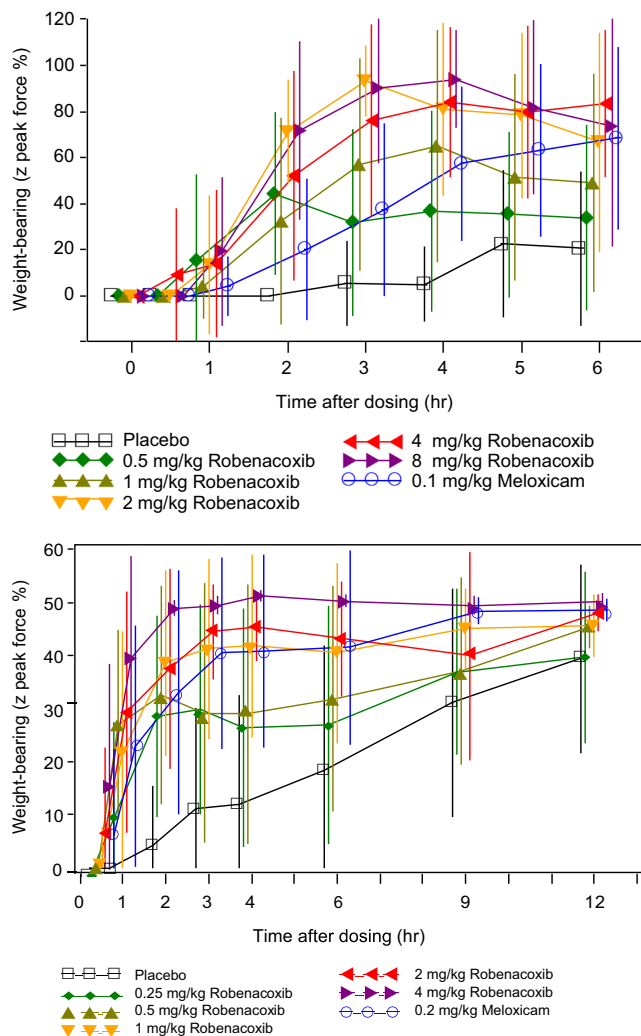 120
100
80
60
40
20
0
Weight-bearing (z peak force %)
0 1 2 3 4 5 6
Time after dosing (hr)
Placebo
0.5 mg/kg Robenacoxib
1 mg/kg Robenacoxib
2 mg/kg Robenacoxib
4 mg/kg Robenacoxib
8 mg/kg Robenacoxib
0.1 mg/kg Meloxicam
60
50
40
30
20
10
0
Weight-bearing (z peak force %)
0 1 2 3 4 6 9 12
Time after dosing (hr)
Placebo
0.25 mg/kg Robenacoxib
0.5 mg/kg Robenacoxib
1 mg/kg Robenacoxib
2 mg/kg Robenacoxib
4 mg/kg Robenacoxib
0.2 mg/kg Meloxicam